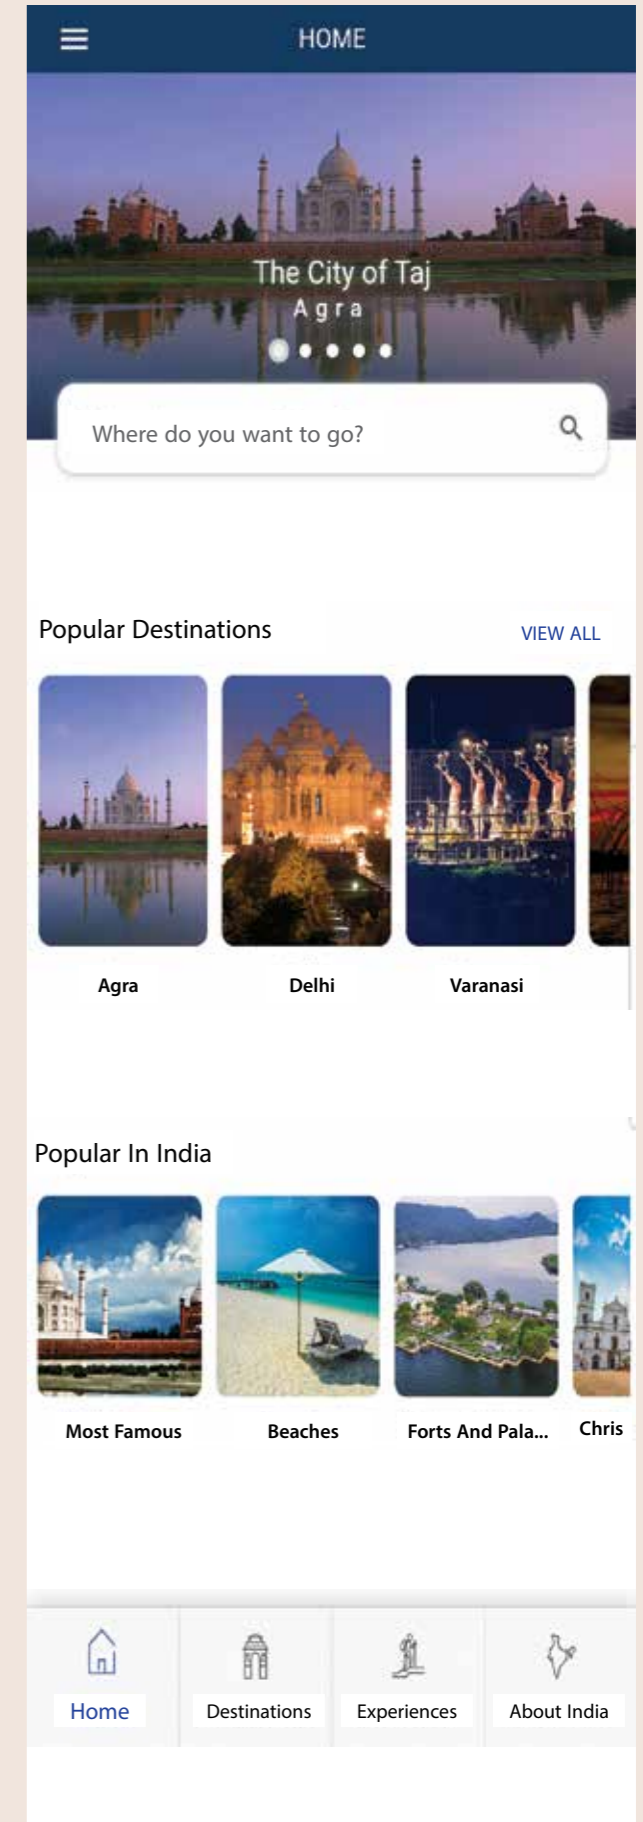 HOME
The City of Taj
Agra
Where do you want to go?
Popular Destinations
VIEW ALL
Agra
Delhi
Varanasi
Popular In India
Most Famous
Beaches
Forts And Pala...
Chris
Home
Destinations
Experiences
About India